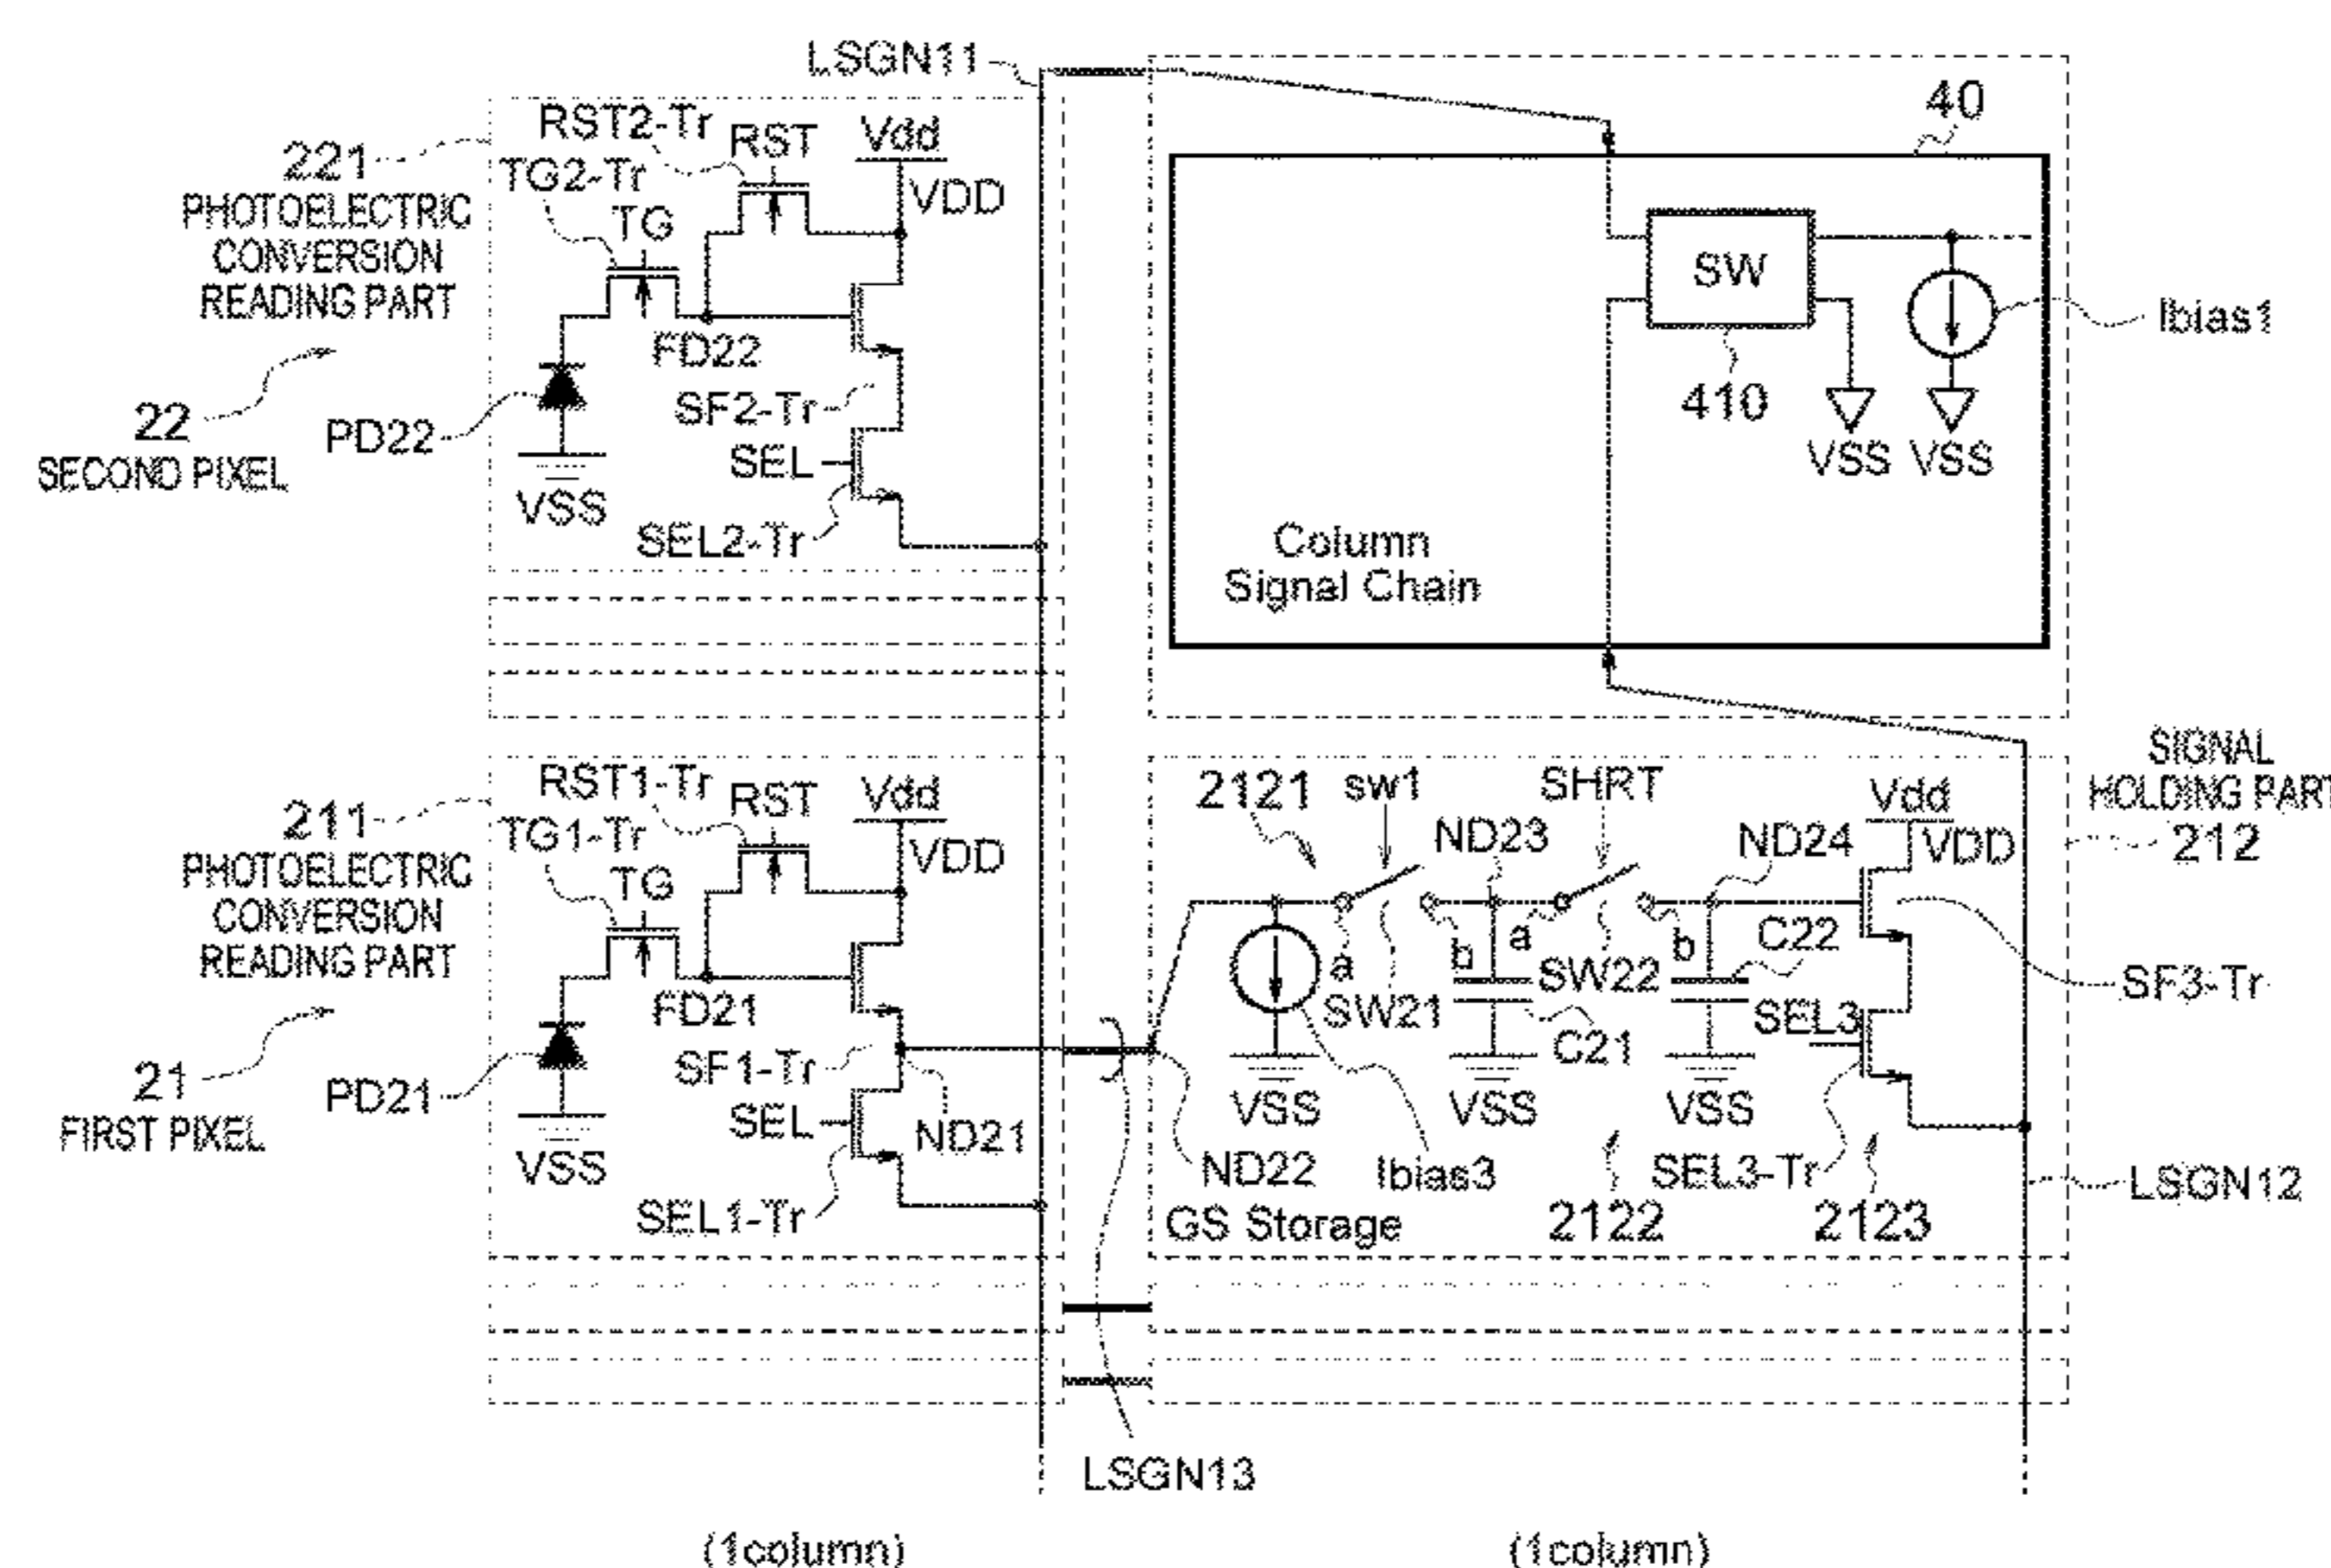 LSGN11
40
RST2-Tr
RST
Vdd
VDD
221
TG2-Tr
TG
PHOTOELECTRIC
CONVERSION
READING PART
FD22
SF2-Tr
22
SECOND PIXEL
PD22
SEL
VSS
SEL2-Tr
SW
410
VSS
VSS
Ibias1
Column
Signal Chain
RST1-Tr
RST
Vdd
VDD
211
TG1-Tr
TG
PHOTOELECTRIC
CONVERSION
READING PART
FD21
SF1-Tr
21
FIRST PIXEL
PD21
SEL
ND21
VSS
SEL1-Tr
2121
sw1
SHRT
ND23
ND24
Vdd
VDD
SIGNAL
HOLDING PART
212
a
b
a
b
SW21
SW22
C22
C21
SEL3
SF3-Tr
VSS
VSS
VSS
ND22
Ibias3
SEL3-Tr
LSGN12
GS Storage
2122
2123
LSGN13
(1column)
(1column)